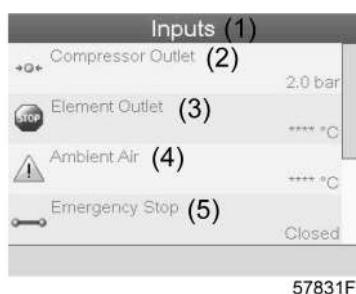 Inputs (1)
Compressor Outlet (2)
2.0 bar
STOP
Element Outlet (3)
**** °C
Ambient Air (4)
**** °C
Emergency Stop (5)
Closed
57831F